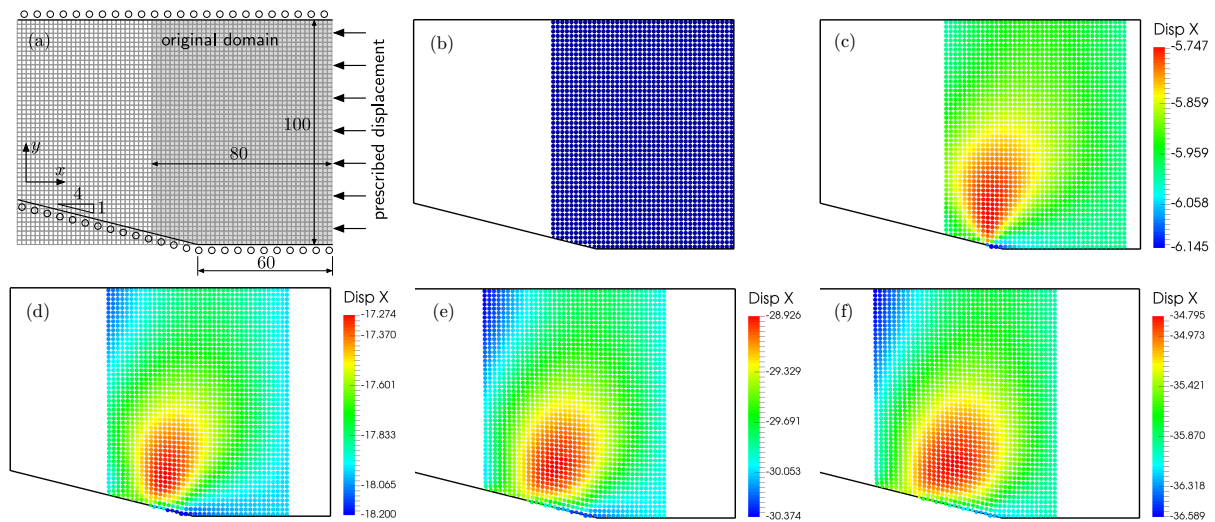 (a)
original domain
100
80
prescribed displacement
y
x
4
1
60
(b)
(c)
Disp X
-5.747
-5.859
-5.959
-6.058
-6.145
(d)
Disp X
-17.274
-17.370
-17.601
-17.833
-18.065
-18.200
(e)
Disp X
-28.926
-29.329
-29.691
-30.053
-30.374
(f)
Disp X
-34.795
-34.973
-35.421
-35.870
-36.318
-36.589